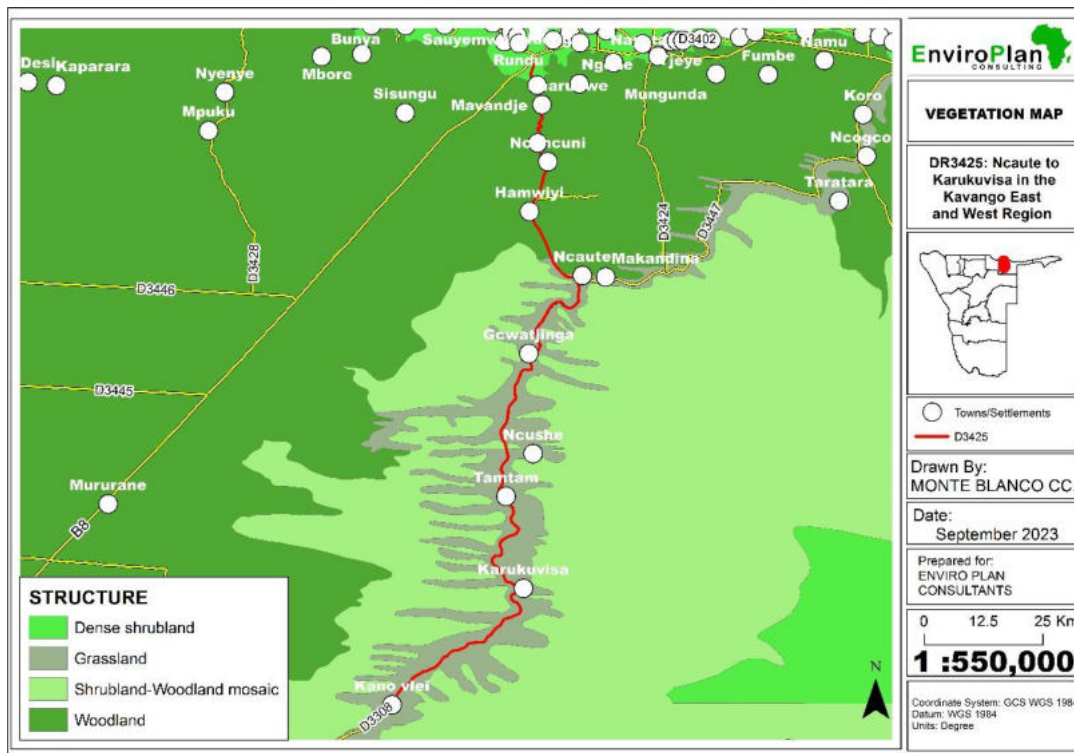 Bunya
Sauyemw
D3402
Desi
Kaparara
Nyenye
Mbore
Rundu
Fumbe
Namu
Sisungu
Mavandje
Mungunda
Koro
Mpuku
Ncogco
Hamwiyi
Taratara
D3424
D3447
D3428
Ncaute
Makandina
D3446
Gcwatjinga
D3445
Ncushe
Mururane
Tamtam
B8
Karukuvisa
Kano vlei
D3308
STRUCTURE
Dense shrubland
Grassland
Shrubland-Woodland mosaic
Woodland
EnviroPlan
CONSULTING
VEGETATION MAP
DR3425: Ncaute to
Karukuvisa in the
Kavango East
and West Region
Towns/Settlements
D3425
Drawn By:
MONTE BLANCO CC.
Date:
September 2023
Prepared for:
ENVIRO PLAN
CONSULTANTS
0 12.5 25 Km
1 :550,000
N
Coordinate System: GCS WGS 1984
Datum: WGS 1984
Units: Degree